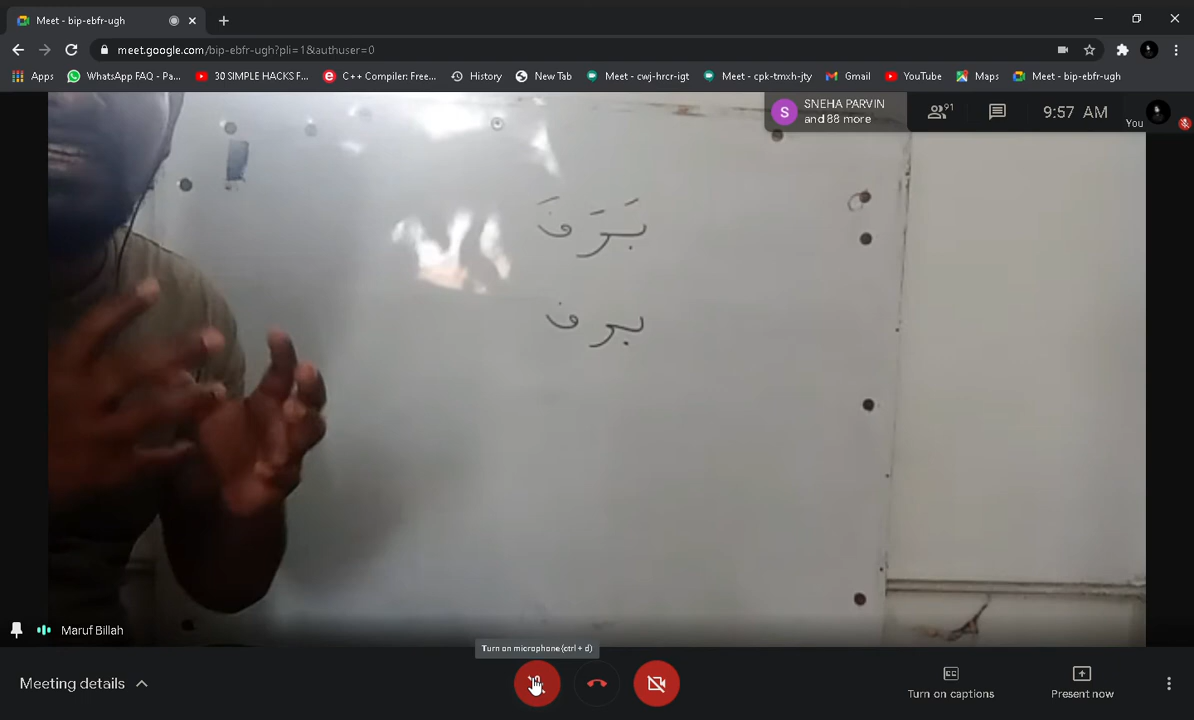 Meet - bip-ebfr-ugh
meet.google.com/bip-ebfr-ugh?pli=1&authuser=0
Apps WhatsApp FAQ - Pa... 30 SIMPLE HACKS F... C++ Compiler: Free... History New Tab Meet - cwj-hrcr-igt Meet - cpk-tmxh-jty Gmail YouTube Maps Meet - bip-ebfr-ugh
S SNEHA PARVIN
and 88 more
91
9:57 AM
You
بَرَفَ
برف
Maruf Billah
Turn on microphone (ctrl + d)
Meeting details
Turn on captions
Present now